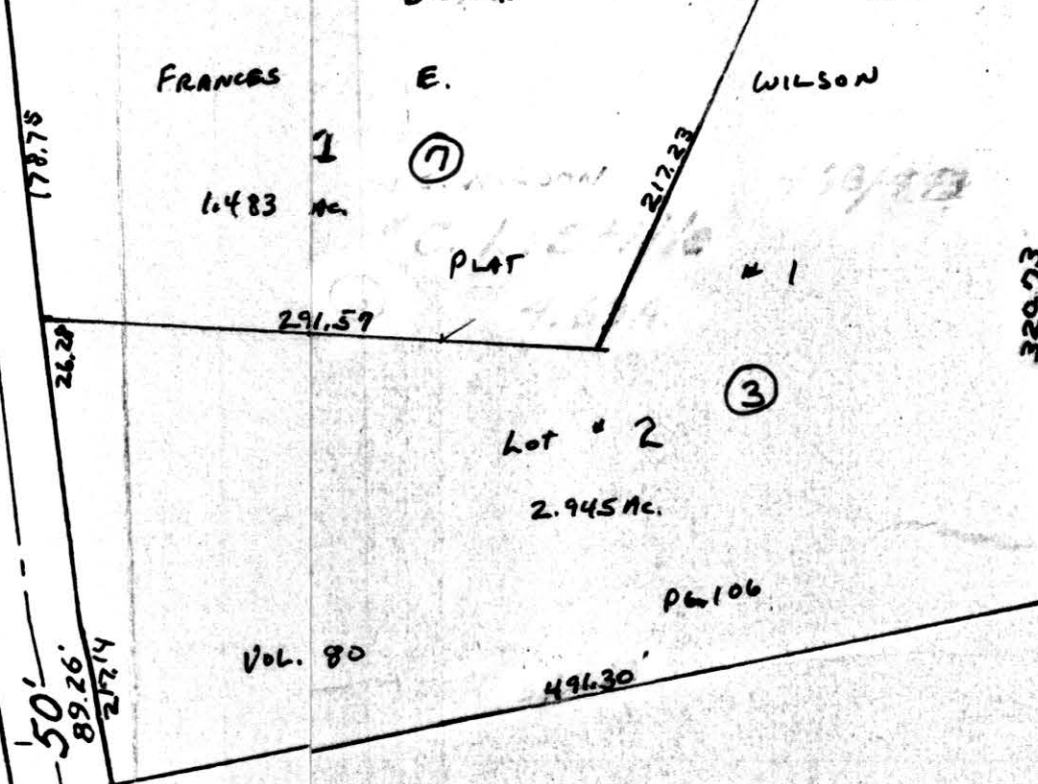 FRANCES E. WILSON
178.75
1 7
217.23
1.483 Ac.
PLAT
# 1
320.73
291.57
26.28
3
Lot # 2
2.945 Ac.
PG. 106
VOL. 80
491.30'
50'
89.26'
217.14